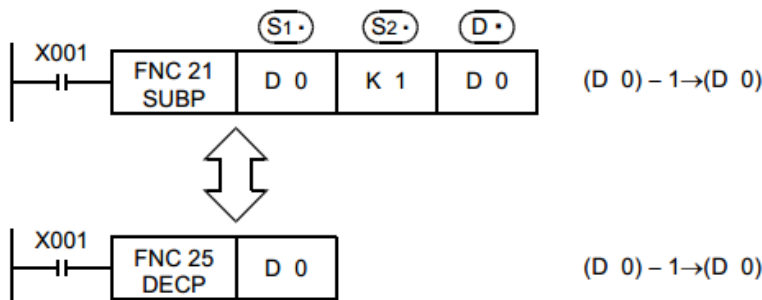 S1· S2· D·
X001
FNC 21 D 0 K 1 D 0 (D 0) – 1→(D 0)
SUBP
X001
FNC 25 D 0 (D 0) – 1→(D 0)
DECP